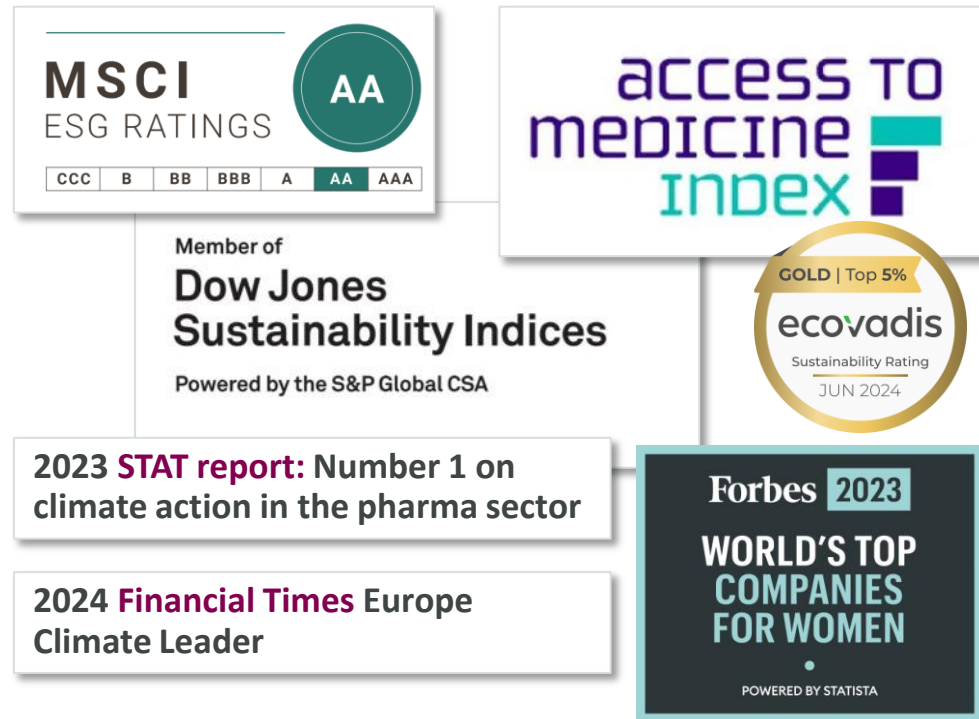 MSCI
ESG RATINGS
AA
CCC B BB BBB A AA AAA
ACCESS TO
MEDICINE
INDEX
Member of
Dow Jones
Sustainability Indices
Powered by the S&P Global CSA
GOLD | Top 5%
ecovadis
Sustainability Rating
JUN 2024
2023 STAT report: Number 1 on
climate action in the pharma sector
2024 Financial Times Europe
Climate Leader
Forbes 2023
WORLD'S TOP
COMPANIES
FOR WOMEN
POWERED BY STATISTA